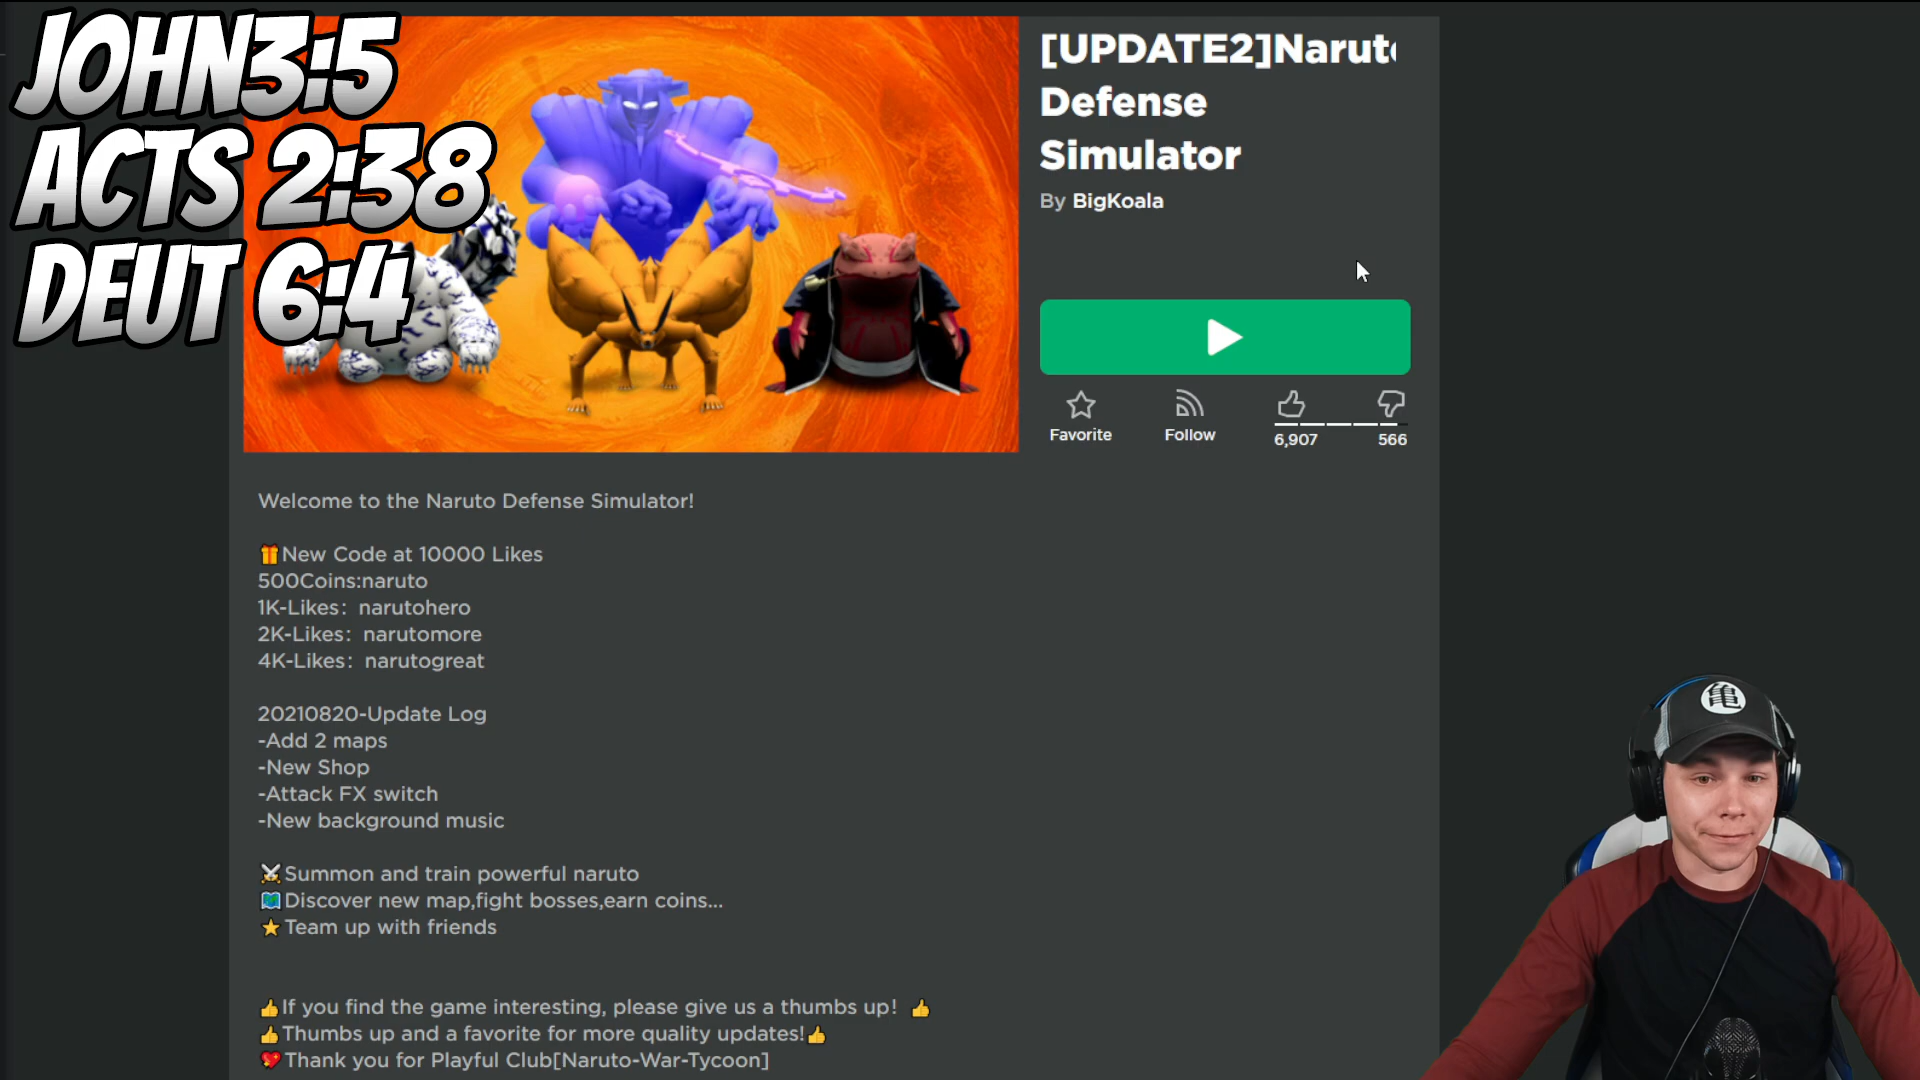 JOHN3:5
ACTS 2:38
DEUT 6:4
[UPDATE2]Naruto
Defense
Simulator
By BigKoala
Favorite
Follow
6,907
566
Welcome to the Naruto Defense Simulator!
🎁New Code at 10000 Likes
500Coins:naruto
1K-Likes：narutohero
2K-Likes：narutomore
4K-Likes：narutogreat
20210820-Update Log
-Add 2 maps
-New Shop
-Attack FX switch
-New background music
⚔️Summon and train powerful naruto
🗺️Discover new map,fight bosses,earn coins...
⭐Team up with friends
👍If you find the game interesting, please give us a thumbs up! 👍
👍Thumbs up and a favorite for more quality updates!👍
💖Thank you for Playful Club[Naruto-War-Tycoon]
亀